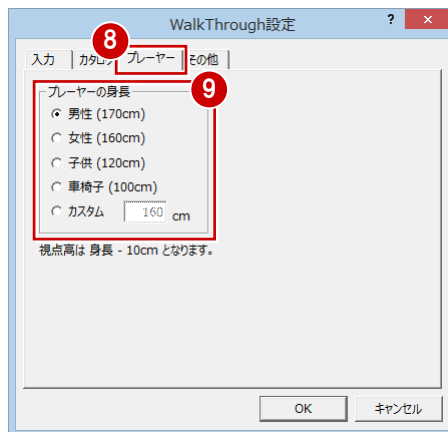 WalkThrough設定
? ×
8
入力 カタログ プレーヤー その他
9
プレーヤーの身長
男性 (170cm)
女性 (160cm)
子供 (120cm)
車椅子 (100cm)
カスタム 160 cm
視点高は 身長 - 10cm となります。
OK キャンセル